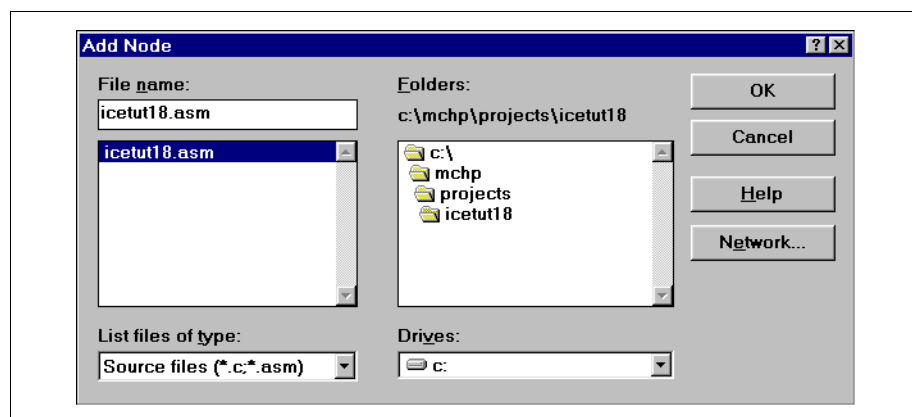 Add Node
File name:
icetut18.asm
icetut18.asm
List files of type:
Source files (*.c;*.asm)
Folders:
c:\mchp\projects\icetut18
c:\
mchp
projects
icetut18
Drives:
c:
OK
Cancel
Help
Network...